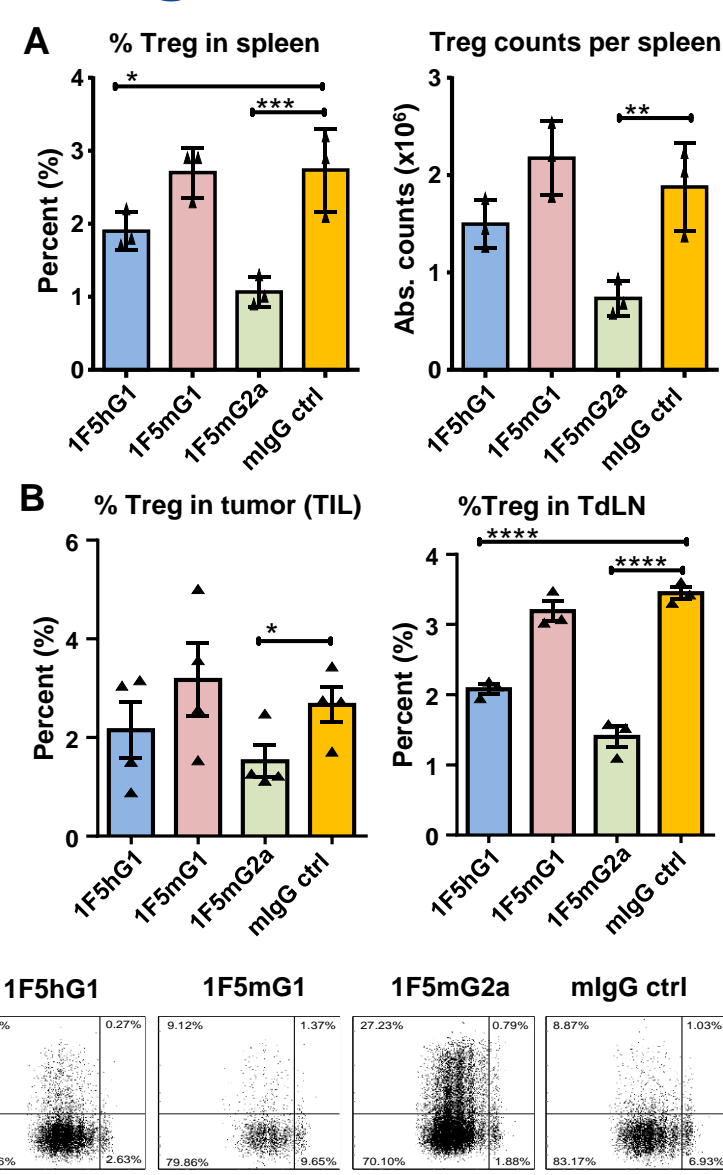 A
% Treg in spleen
Treg counts per spleen
Percent (%)
4
3
2
1
0
*
***
1F5hG1
1F5mG1
1F5mG2a
mIgG ctrl
Abs. counts (x10⁶)
3
2
1
0
**
1F5hG1
1F5mG1
1F5mG2a
mIgG ctrl
B
% Treg in tumor (TIL)
%Treg in TdLN
Percent (%)
6
4
2
0
*
1F5hG1
1F5mG1
1F5mG2a
mIgG ctrl
Percent (%)
4
3
2
1
0
****
****
1F5hG1
1F5mG1
1F5mG2a
mIgG ctrl
1F5hG1 1F5mG1 1F5mG2a mIgG ctrl
% 0.27% 9.12% 1.37% 27.23% 0.79% 8.87% 1.03%
6% 2.63% 79.86% 9.65% 70.10% 1.88% 83.17% 6.93%